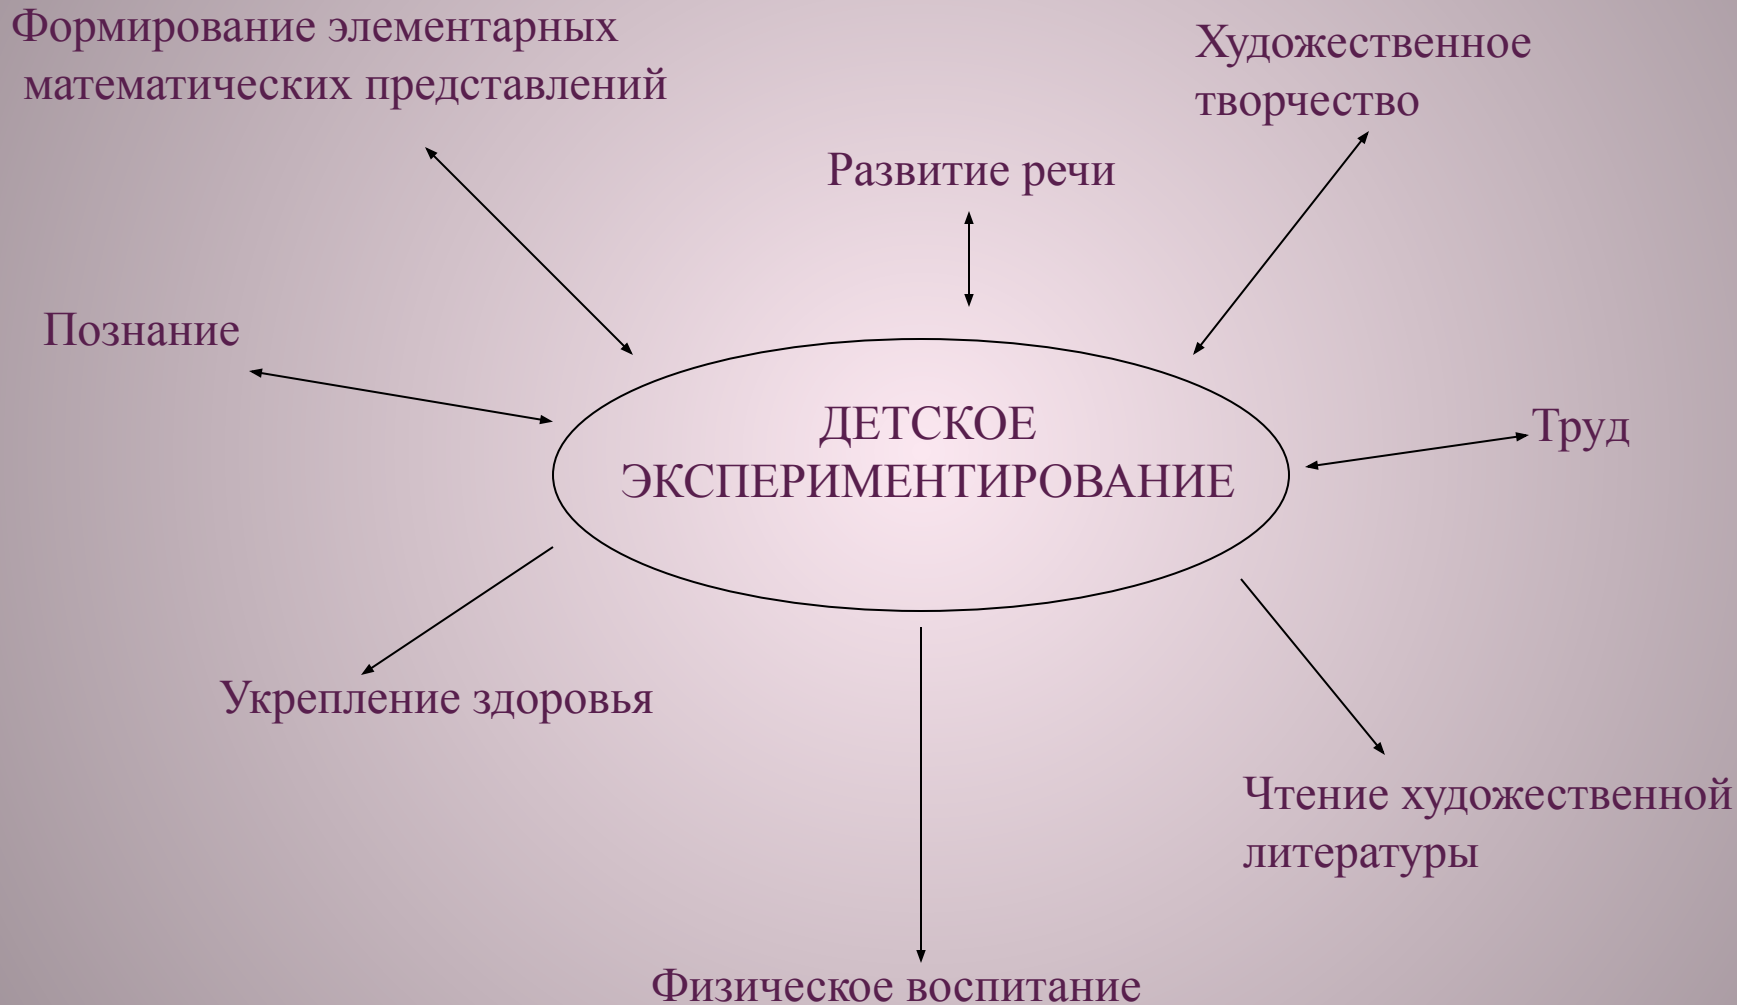 Формирование элементарных
математических представлений
Художественное
творчество
Развитие речи
Познание
ДЕТСКОЕ
ЭКСПЕРИМЕНТИРОВАНИЕ
Труд
Укрепление здоровья
Чтение художественной
литературы
Физическое воспитание